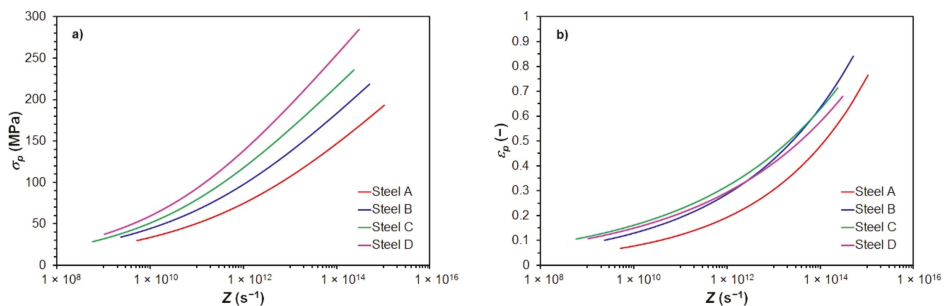 a)
300
250
200
150
100
50
0
σp (MPa)
1 × 10⁸
1 × 10¹⁰
1 × 10¹²
1 × 10¹⁴
1 × 10¹⁶
Z (s⁻¹)
Steel A
Steel B
Steel C
Steel D
b)
1
0.9
0.8
0.7
0.6
0.5
0.4
0.3
0.2
0.1
0
εp (–)
1 × 10⁸
1 × 10¹⁰
1 × 10¹²
1 × 10¹⁴
1 × 10¹⁶
Z (s⁻¹)
Steel A
Steel B
Steel C
Steel D